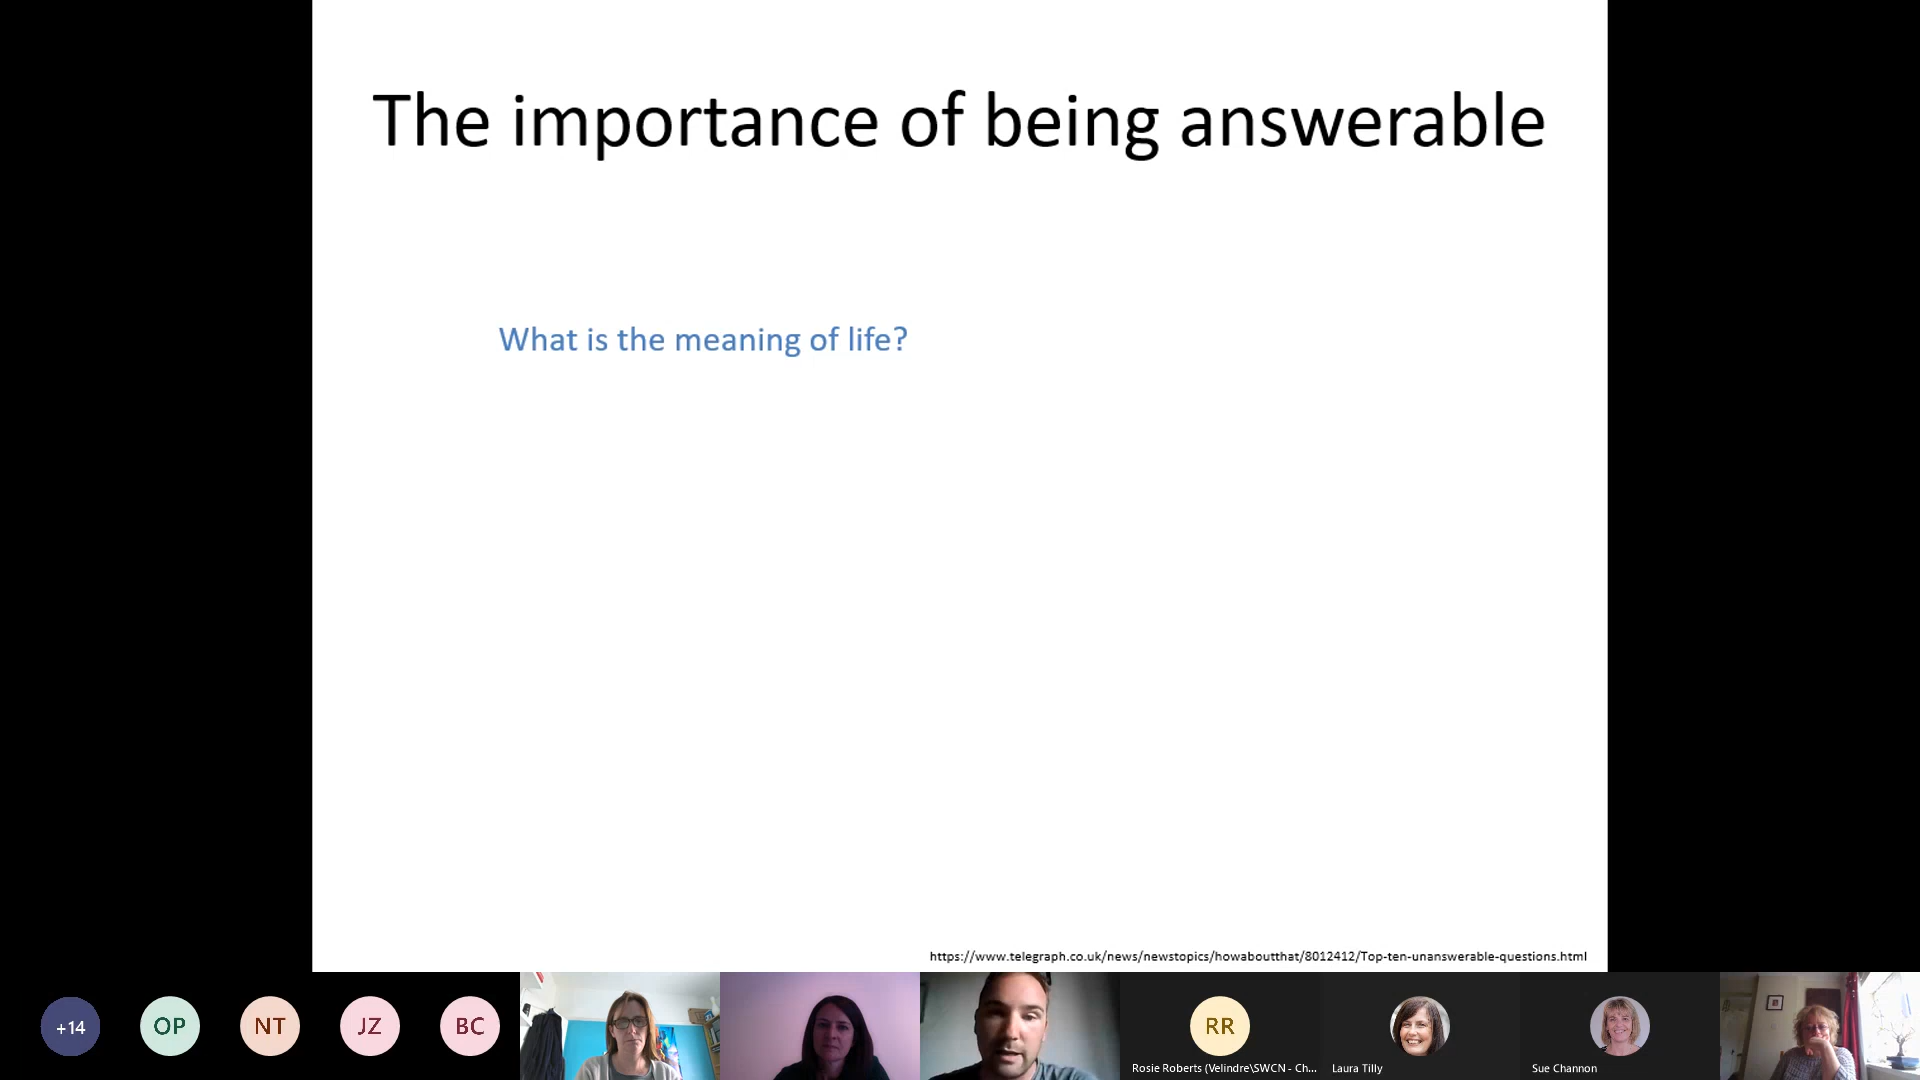 The importance of being answerable
What is the meaning of life?
https://www.telegraph.co.uk/news/newstopics/howaboutthat/8012412/Top-ten-unanswerable-questions.html
+14
OP
NT
JZ
BC
RR
Rosie Roberts (Velindre\SWCN - Ch...
Laura Tilly
Sue Channon